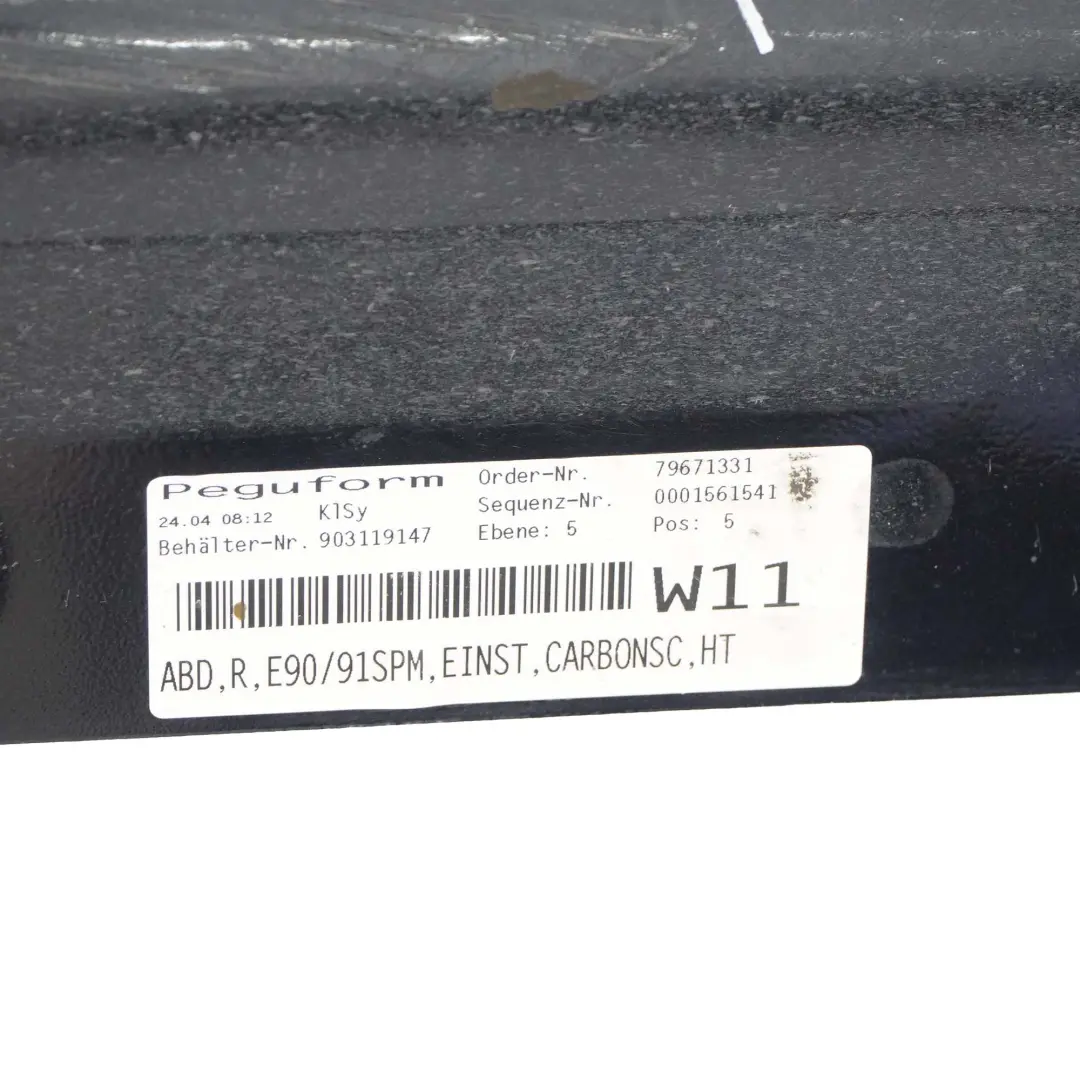 Peguform Order-Nr. 79671331
24.04 08:12 KlSy Sequenz-Nr. 0001561541
Behälter-Nr. 903119147 Ebene: 5 Pos: 5
W11
ABD,R,E90/91SPM,EINST,CARBONSC,HT